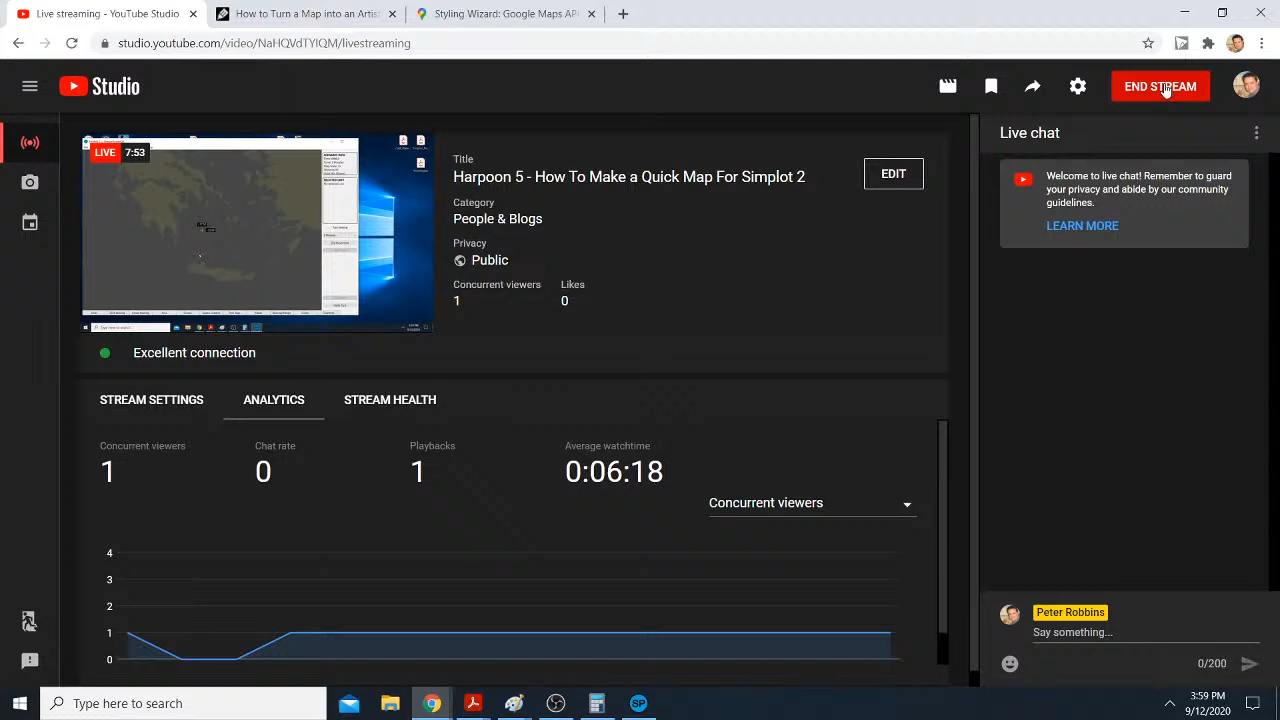 Live streaming - YouTube Studio
How to Turn a Map into an Artis
Styling Wizard: Google Maps API
studio.youtube.com/video/NaHQVdTYIQM/livestreaming
Studio
END STREAM
LIVE 7:53
Title
Harpoon 5 - How To Make a Quick Map For Simplot 2
EDIT
Category
People & Blogs
Privacy
Public
Concurrent viewers
Likes
1
0
Excellent connection
STREAM SETTINGS
ANALYTICS
STREAM HEALTH
Concurrent viewers
Chat rate
Playbacks
Average watchtime
1
0
1
0:06:18
Concurrent viewers
4
3
2
1
0
Live chat
Welcome to live chat! Remember to guard
your privacy and abide by our community
guidelines.
LEARN MORE
Peter Robbins
Say something...
0/200
Type here to search
SP
3:59 PM
9/12/2020